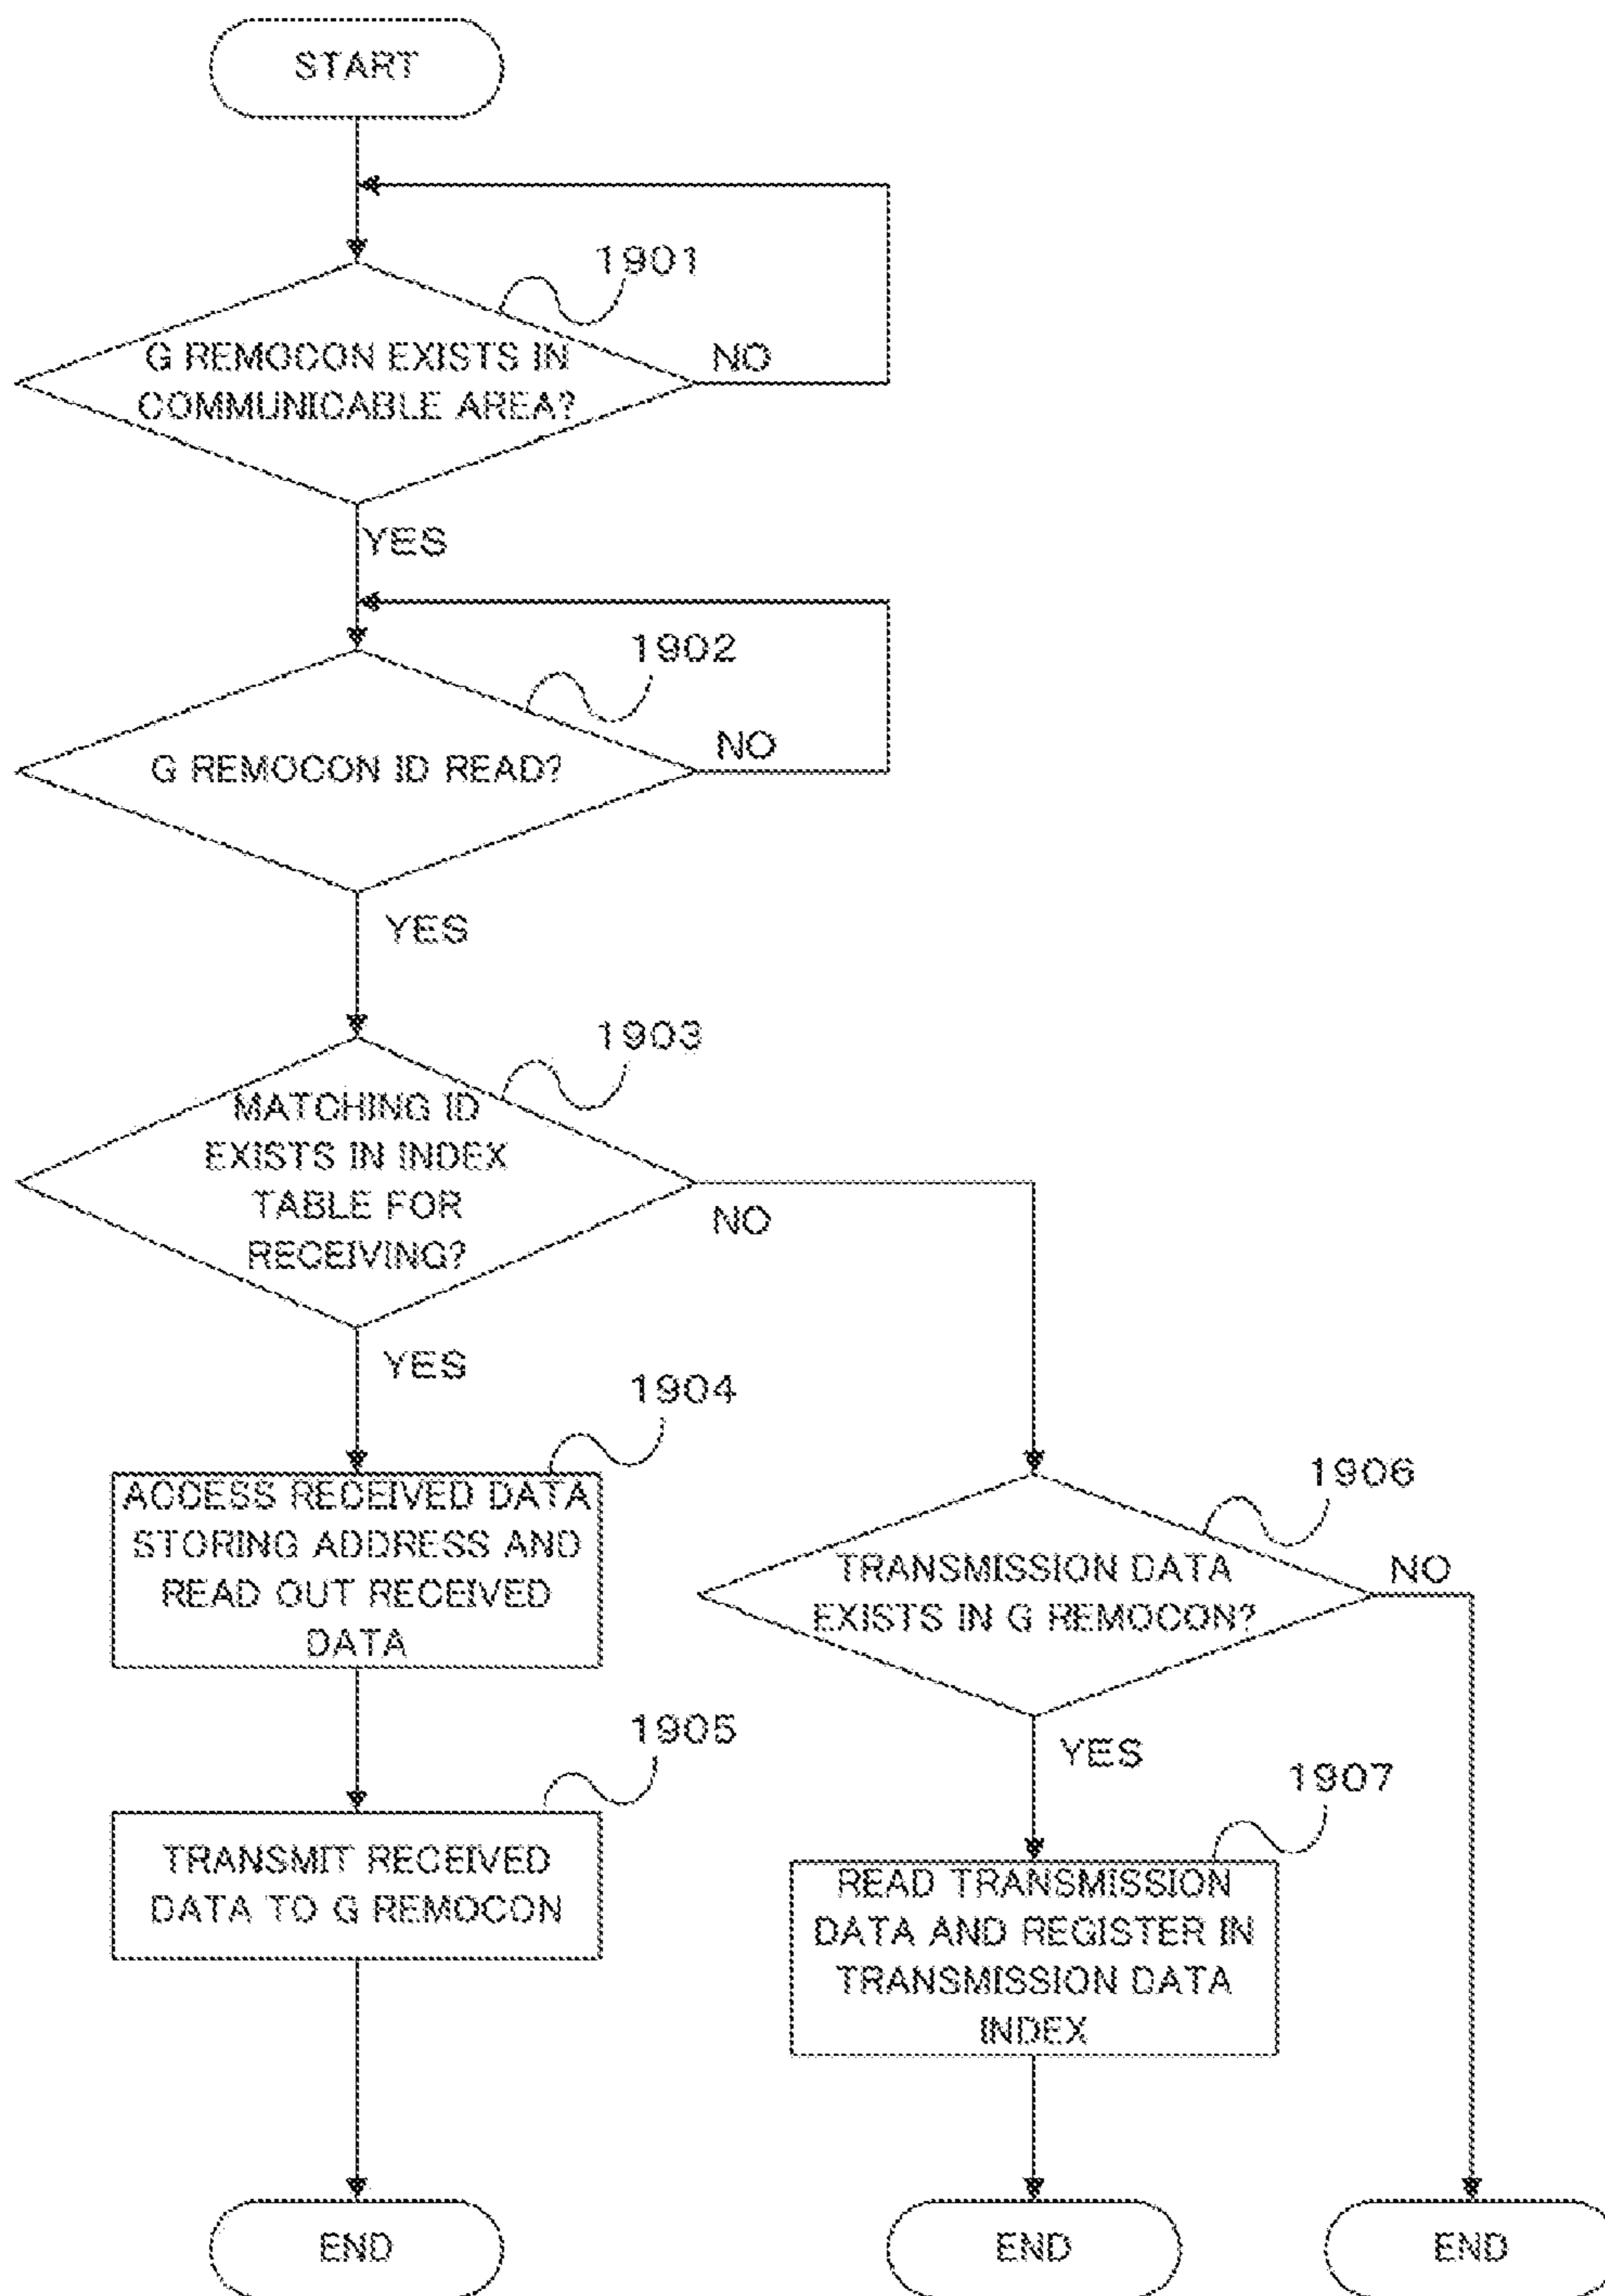 START
1901
G REMOCON EXISTS IN
COMMUNICABLE AREA?
NO
YES
1902
G REMOCON ID READ?
NO
YES
1903
MATCHING ID
EXISTS IN INDEX
TABLE FOR
RECEIVING?
NO
YES
1904
ACCESS RECEIVED DATA
STORING ADDRESS AND
READ OUT RECEIVED
DATA
1906
TRANSMISSION DATA
EXISTS IN G REMOCON?
NO
YES
1905
TRANSMIT RECEIVED
DATA TO G REMOCON
1907
READ TRANSMISSION
DATA AND REGISTER IN
TRANSMISSION DATA
INDEX
END
END
END